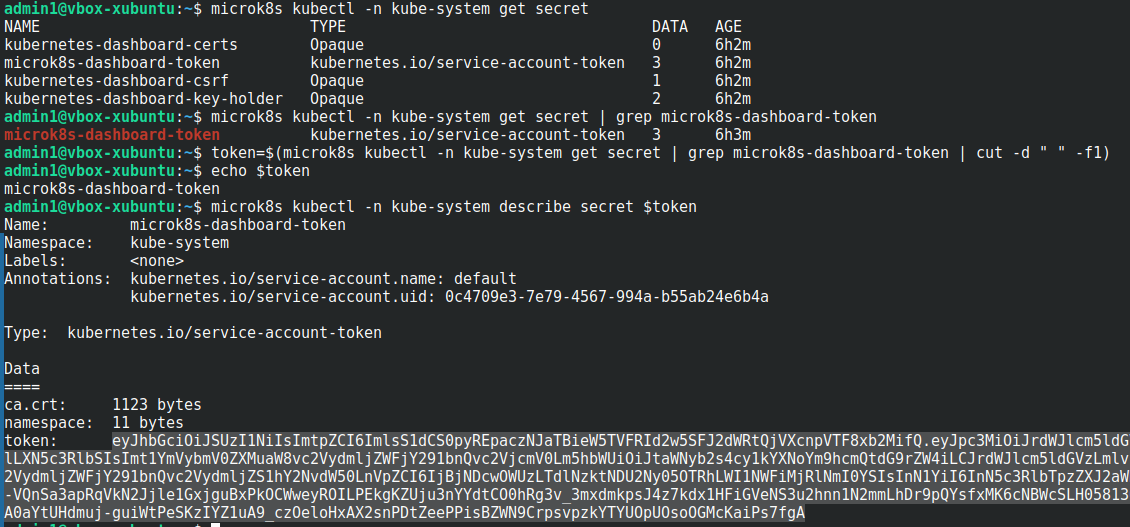 admin1@vbox-xubuntu:~$ microk8s kubectl -n kube-system get secret
NAME TYPE DATA AGE
kubernetes-dashboard-certs Opaque 0 6h2m
microk8s-dashboard-token kubernetes.io/service-account-token 3 6h2m
kubernetes-dashboard-csrf Opaque 1 6h2m
kubernetes-dashboard-key-holder Opaque 2 6h2m
admin1@vbox-xubuntu:~$ microk8s kubectl -n kube-system get secret | grep microk8s-dashboard-token
microk8s-dashboard-token kubernetes.io/service-account-token 3 6h3m
admin1@vbox-xubuntu:~$ token=$(microk8s kubectl -n kube-system get secret | grep microk8s-dashboard-token | cut -d " " -f1)
admin1@vbox-xubuntu:~$ echo $token
microk8s-dashboard-token
admin1@vbox-xubuntu:~$ microk8s kubectl -n kube-system describe secret $token
Name: microk8s-dashboard-token
Namespace: kube-system
Labels: <none>
Annotations: kubernetes.io/service-account.name: default
kubernetes.io/service-account.uid: 0c4709e3-7e79-4567-994a-b55ab24e6b4a
Type: kubernetes.io/service-account-token
Data
====
ca.crt: 1123 bytes
namespace: 11 bytes
token: